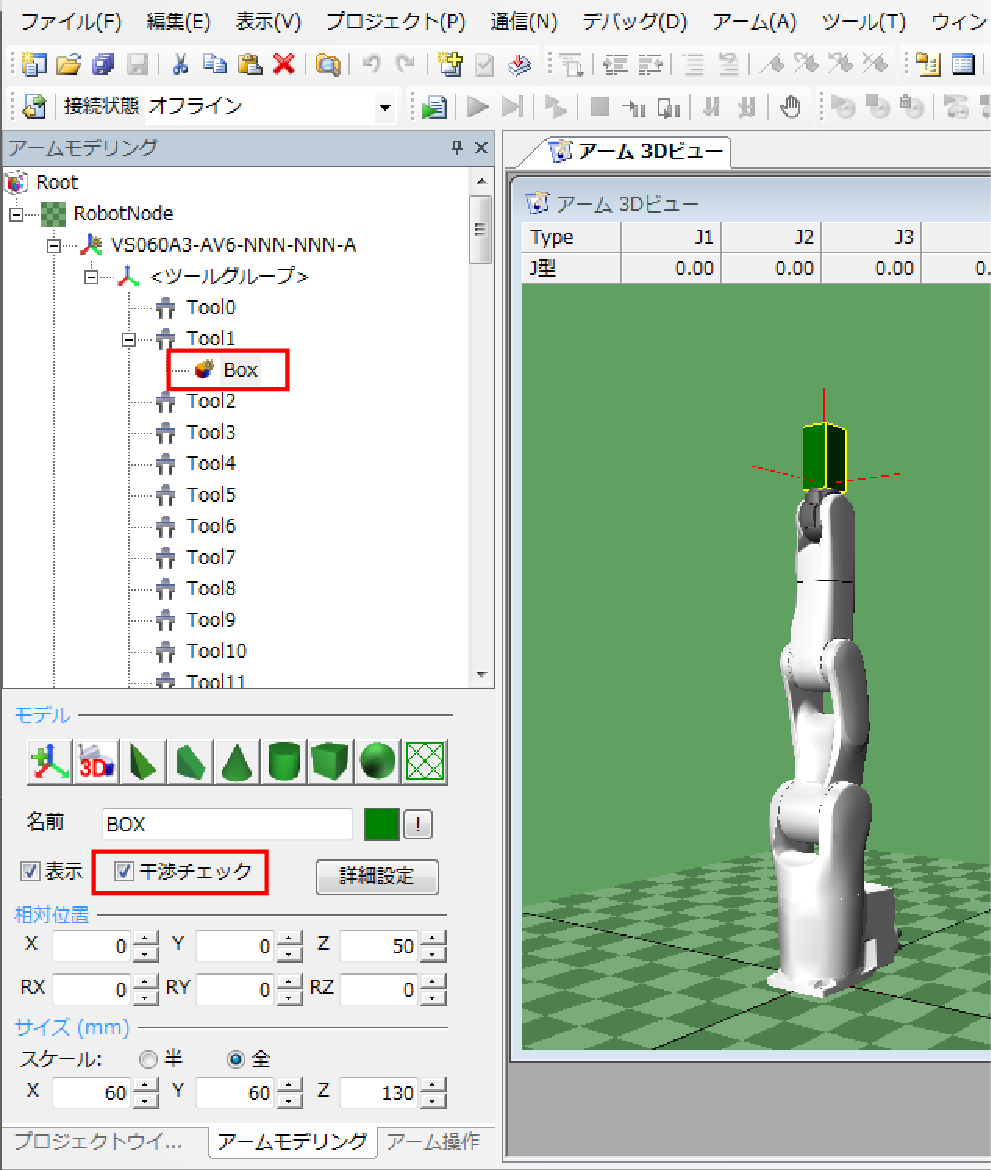 ファイル(F) 編集(E) 表示(V) プロジェクト(P) 通信(N) デバッグ(D) アーム(A) ツール(T) ウィン
接続状態 オフライン
アームモデリング
Root
RobotNode
VS060A3-AV6-NNN-NNN-A
<ツールグループ>
Tool0
Tool1
Box
Tool2
Tool3
Tool4
Tool5
Tool6
Tool7
Tool8
Tool9
Tool10
Tool11
アーム 3Dビュー
アーム 3Dビュー
Type J1 J2 J3
J型 0.00 0.00 0.00 0.
モデル
3D
名前 BOX !
表示 干渉チェック 詳細設定
相対位置
X 0 Y 0 Z 50
RX 0 RY 0 RZ 0
サイズ (mm)
スケール: 半 全
X 60 Y 60 Z 130
プロジェクトウイ... アームモデリング アーム操作